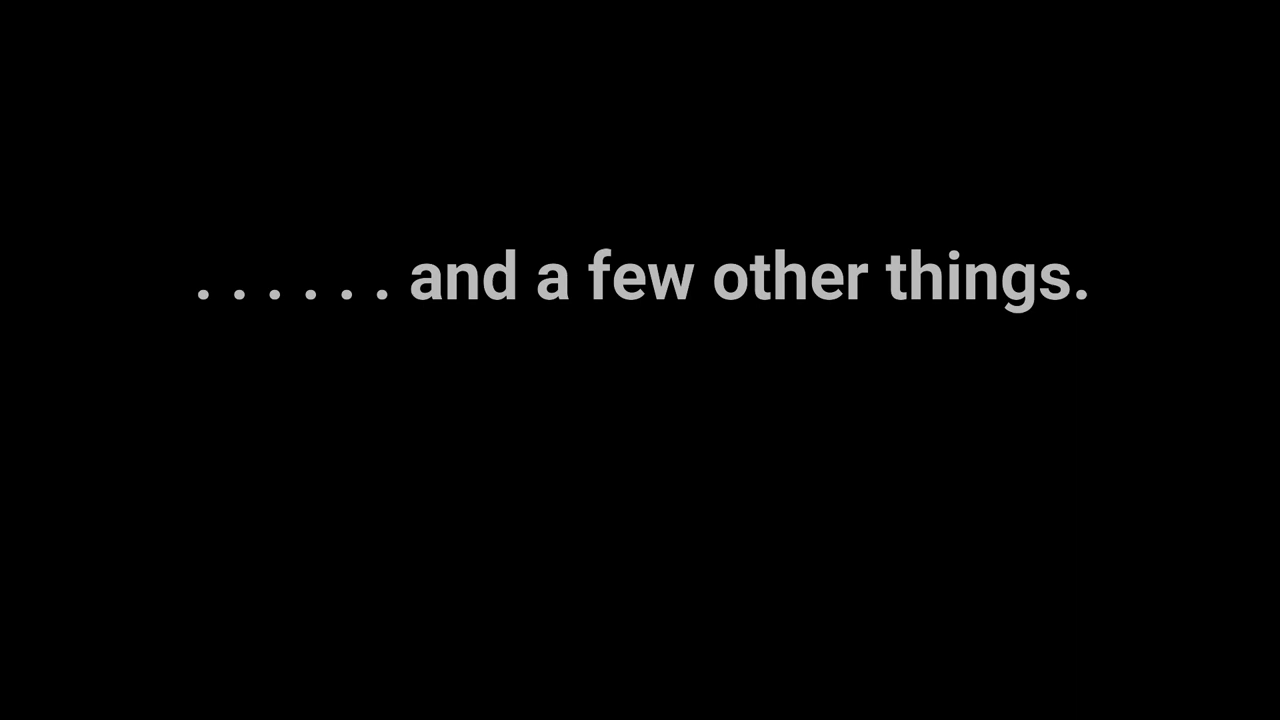 . . . . . . and a few other things.